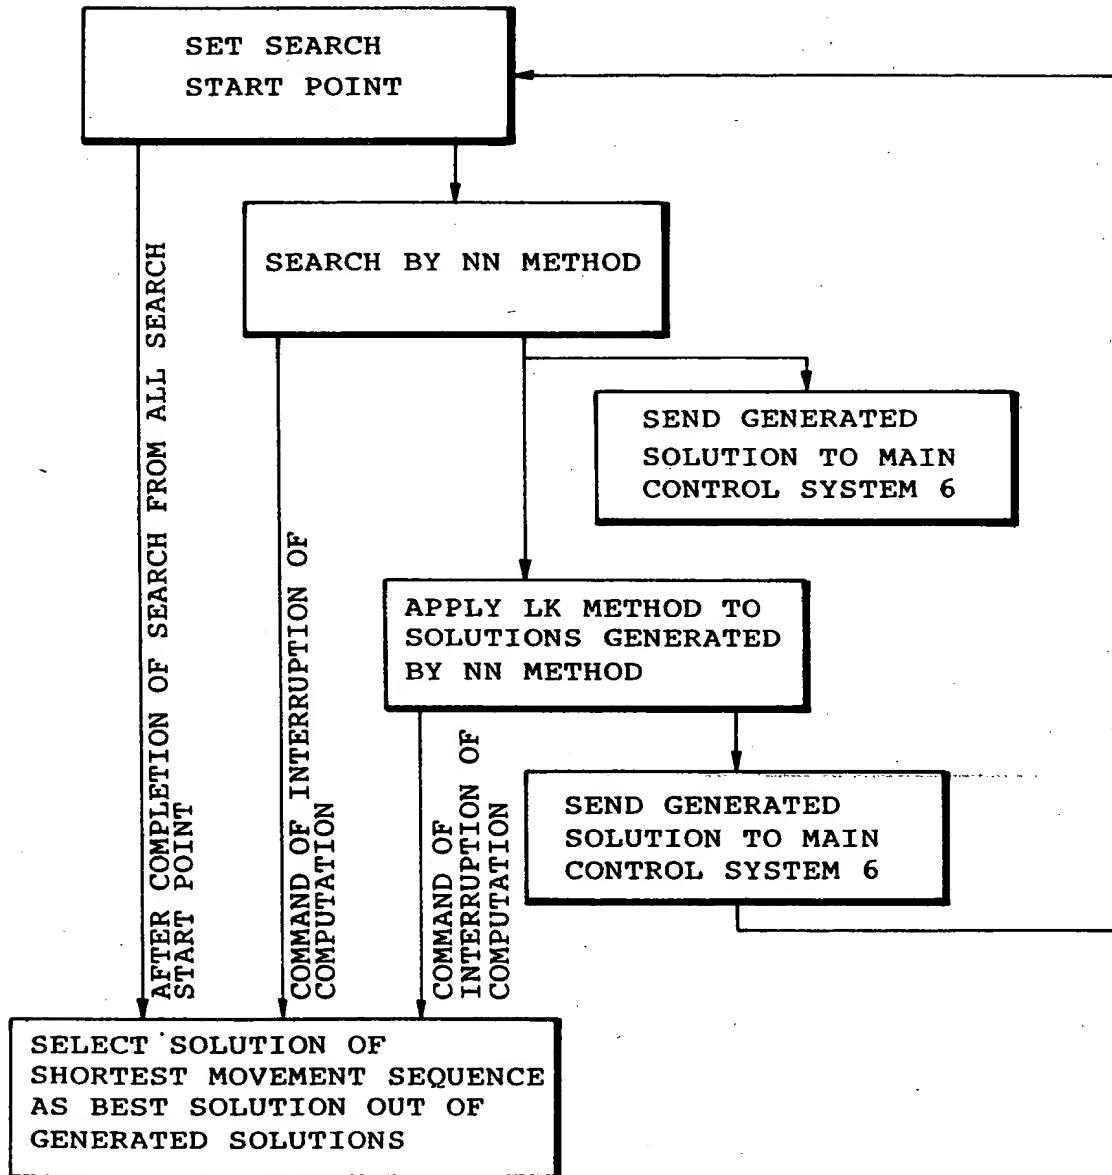 SET SEARCH
START POINT
SEARCH BY NN METHOD
SEND GENERATED
SOLUTION TO MAIN
CONTROL SYSTEM 6
APPLY LK METHOD TO
SOLUTIONS GENERATED
BY NN METHOD
SEND GENERATED
SOLUTION TO MAIN
CONTROL SYSTEM 6
AFTER COMPLETION OF SEARCH FROM ALL SEARCH
START POINT
COMMAND OF INTERRUPTION OF
COMPUTATION
COMMAND OF
INTERRUPTION OF
COMPUTATION
SELECT SOLUTION OF
SHORTEST MOVEMENT SEQUENCE
AS BEST SOLUTION OUT OF
GENERATED SOLUTIONS